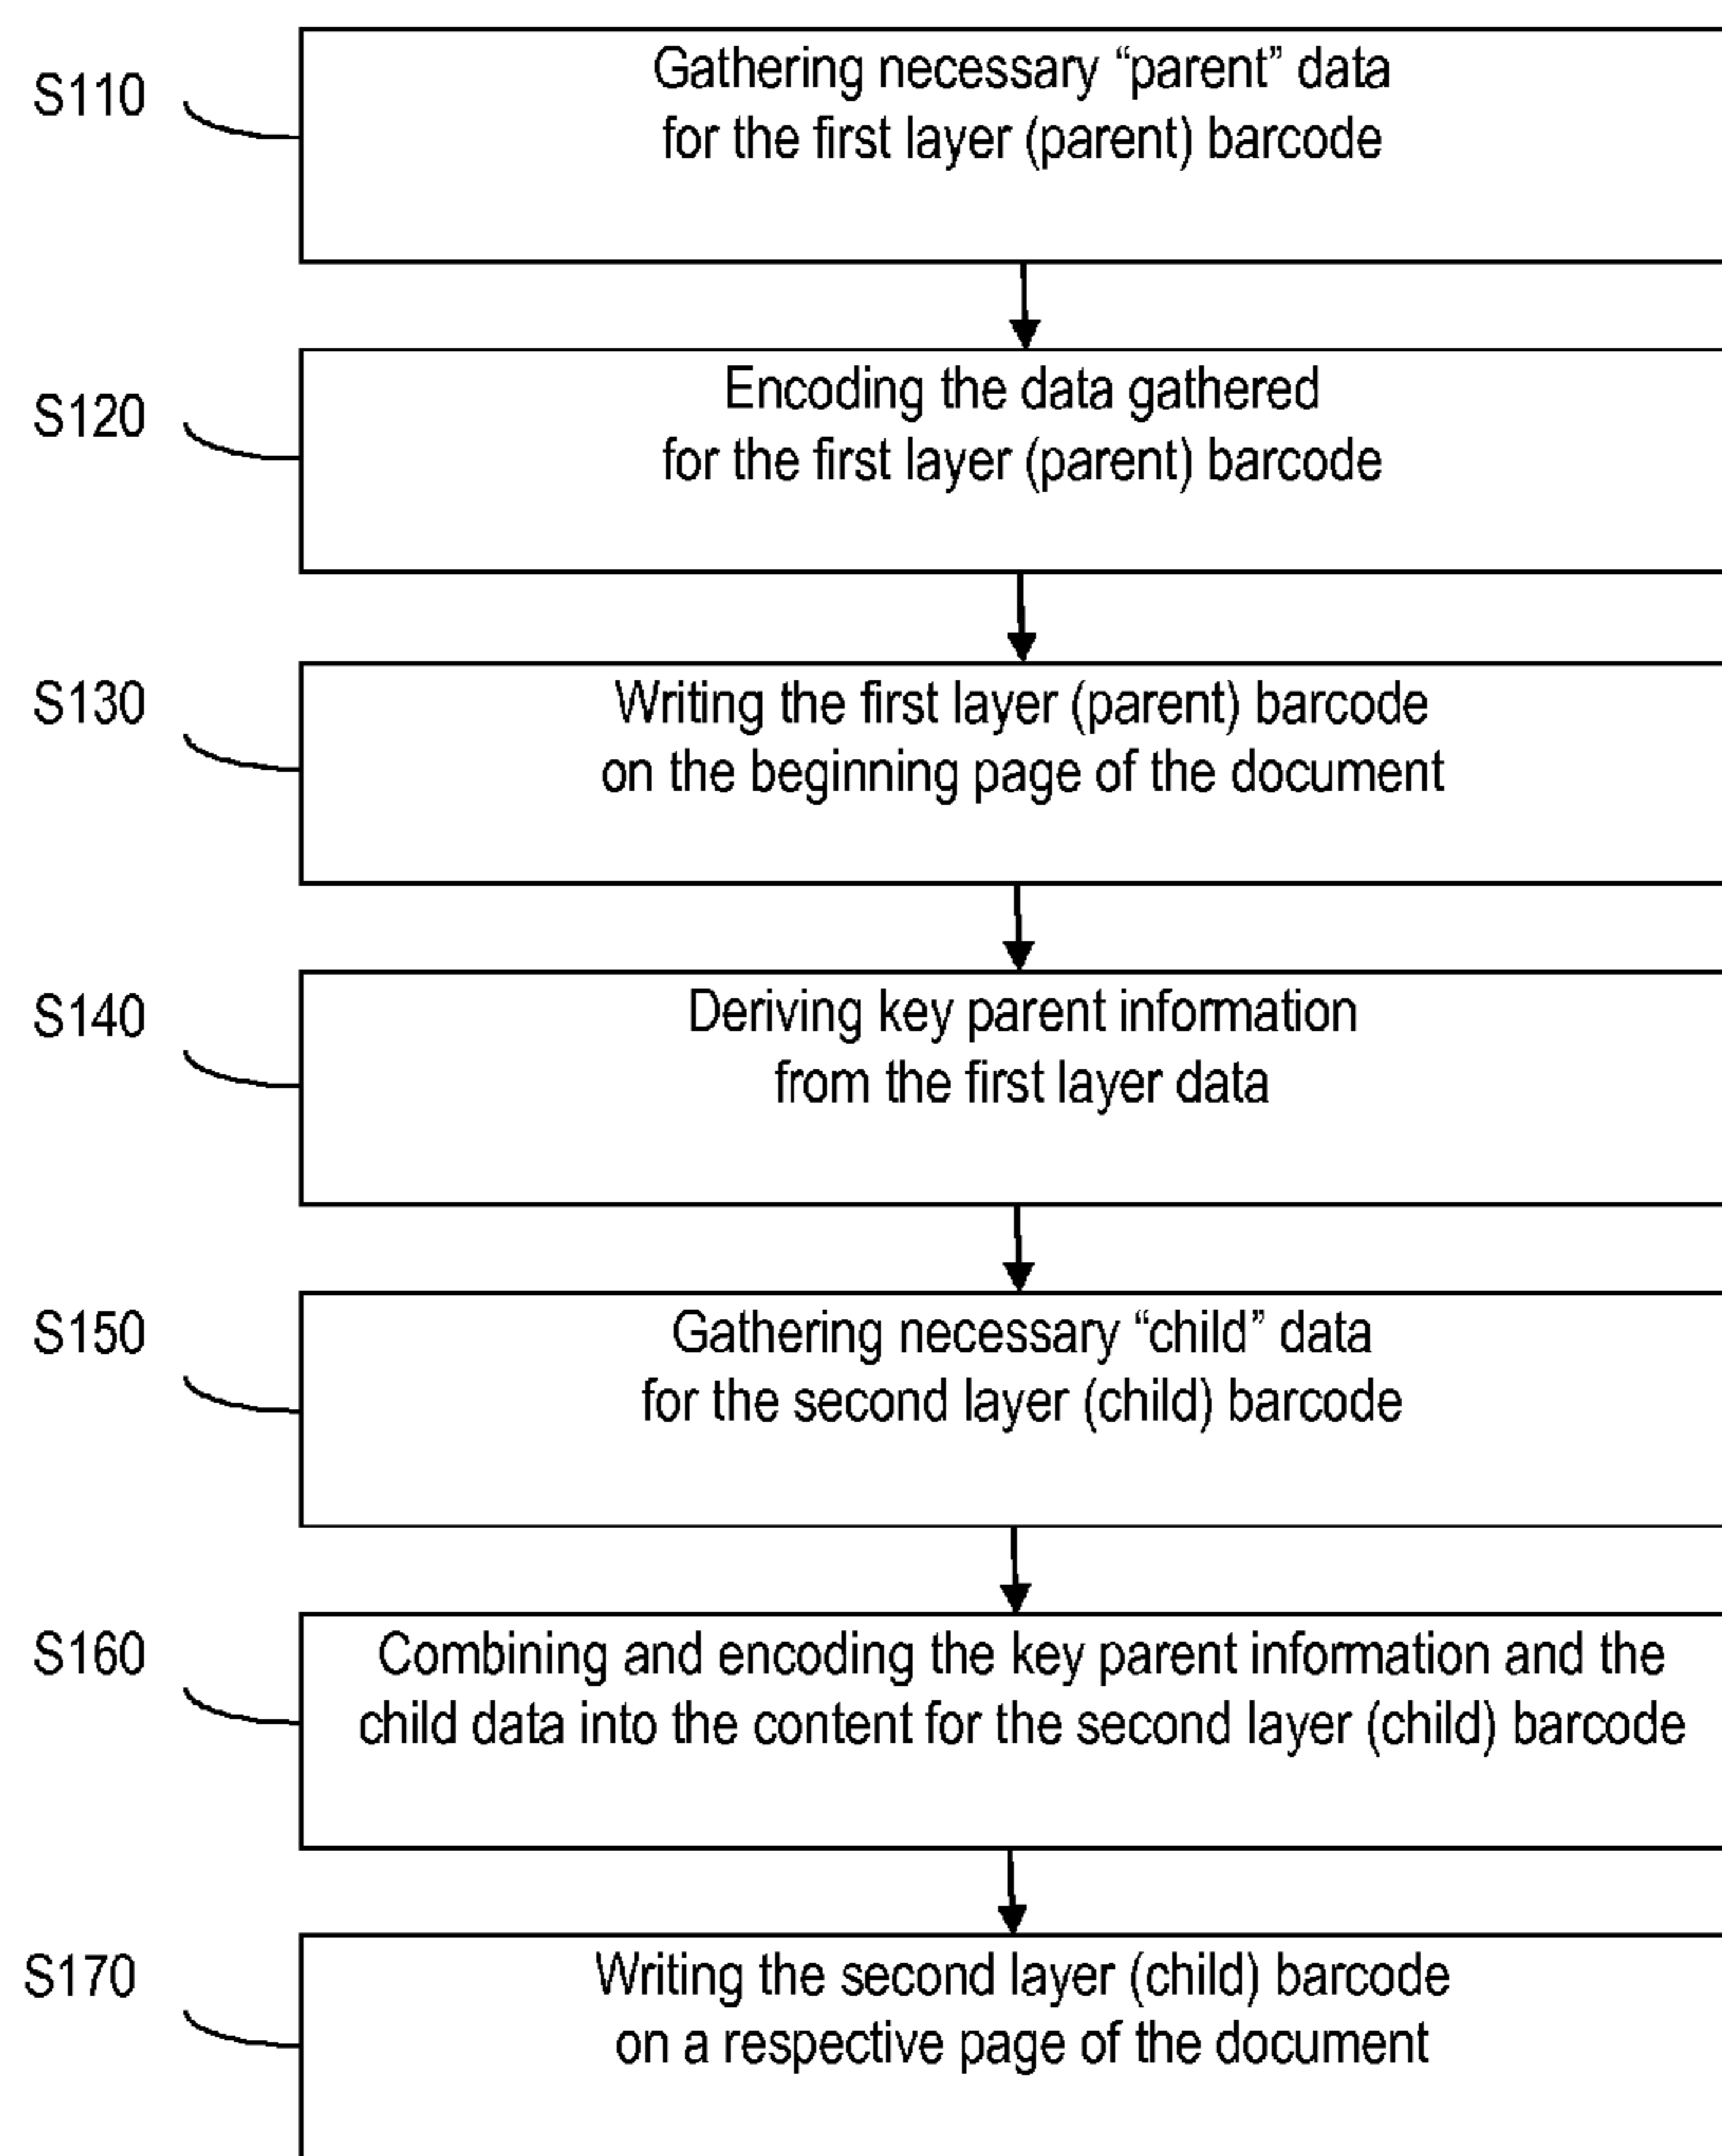 S110
Gathering necessary “parent” data
for the first layer (parent) barcode
S120
Encoding the data gathered
for the first layer (parent) barcode
S130
Writing the first layer (parent) barcode
on the beginning page of the document
S140
Deriving key parent information
from the first layer data
S150
Gathering necessary “child” data
for the second layer (child) barcode
S160
Combining and encoding the key parent information and the
child data into the content for the second layer (child) barcode
S170
Writing the second layer (child) barcode
on a respective page of the document